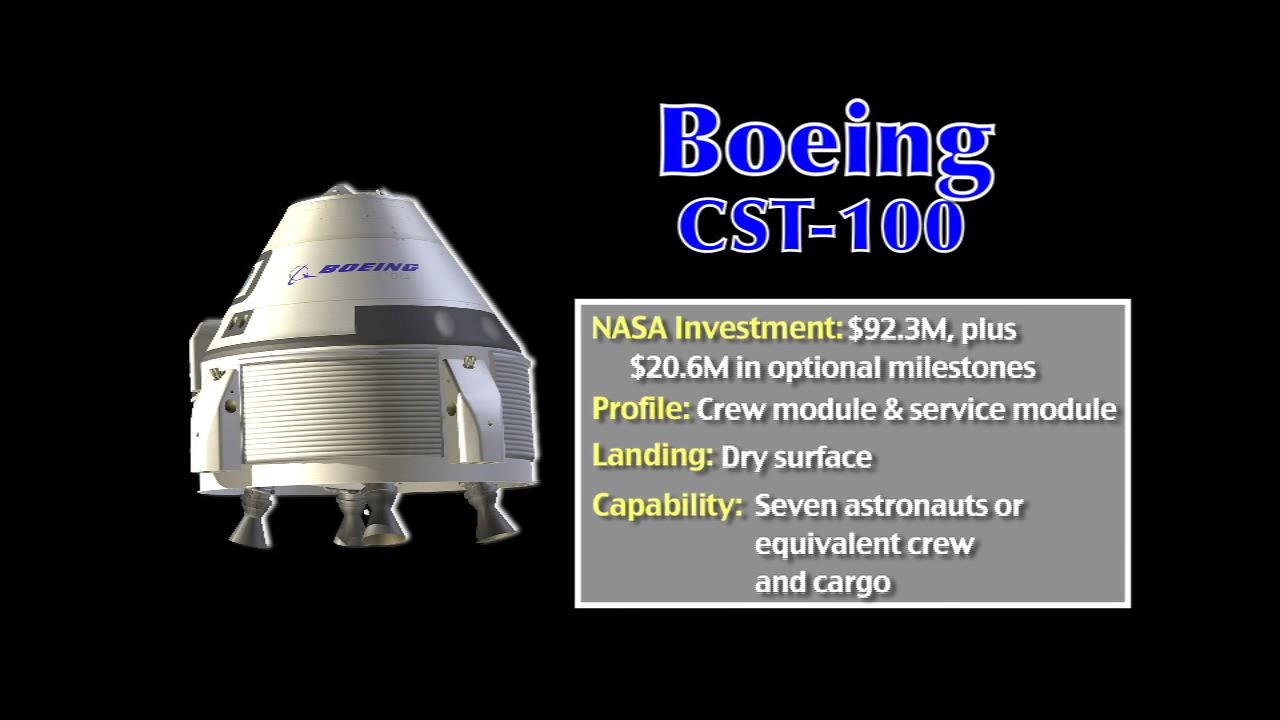 Boeing
CST-100
BOEING
NASA Investment: $92.3M, plus
$20.6M in optional milestones
Profile: Crew module & service module
Landing: Dry surface
Capability: Seven astronauts or
equivalent crew
and cargo